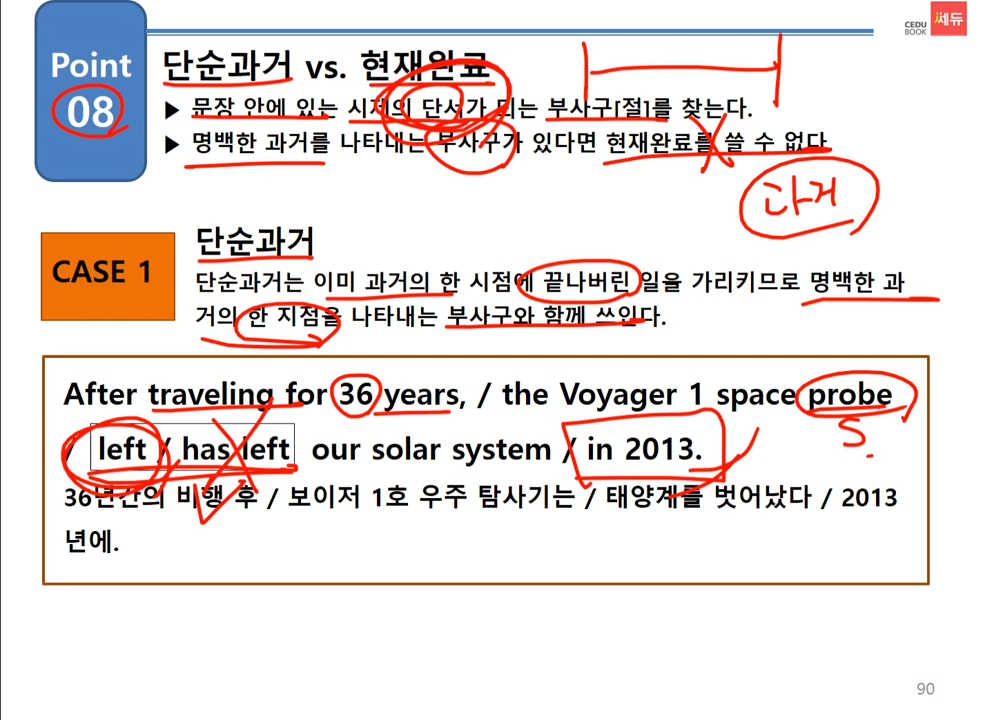 CEDU
BOOK
쎄듀
Point
08
단순과거 vs. 현재완료
▶ 문장 안에 있는 시제의 단서가 되는 부사구[절]를 찾는다.
▶ 명백한 과거를 나타내는 부사구가 있다면 현재완료를 쓸 수 없다.
과거
CASE 1
단순과거
단순과거는 이미 과거의 한 시점에 끝나버린 일을 가리키므로 명백한 과
거의 한 지점을 나타내는 부사구와 함께 쓰인다.
After traveling for 36 years, / the Voyager 1 space probe
S
/ left / has left our solar system / in 2013.
36년간의 비행 후 / 보이저 1호 우주 탐사기는 / 태양계를 벗어났다 / 2013
년에.
90